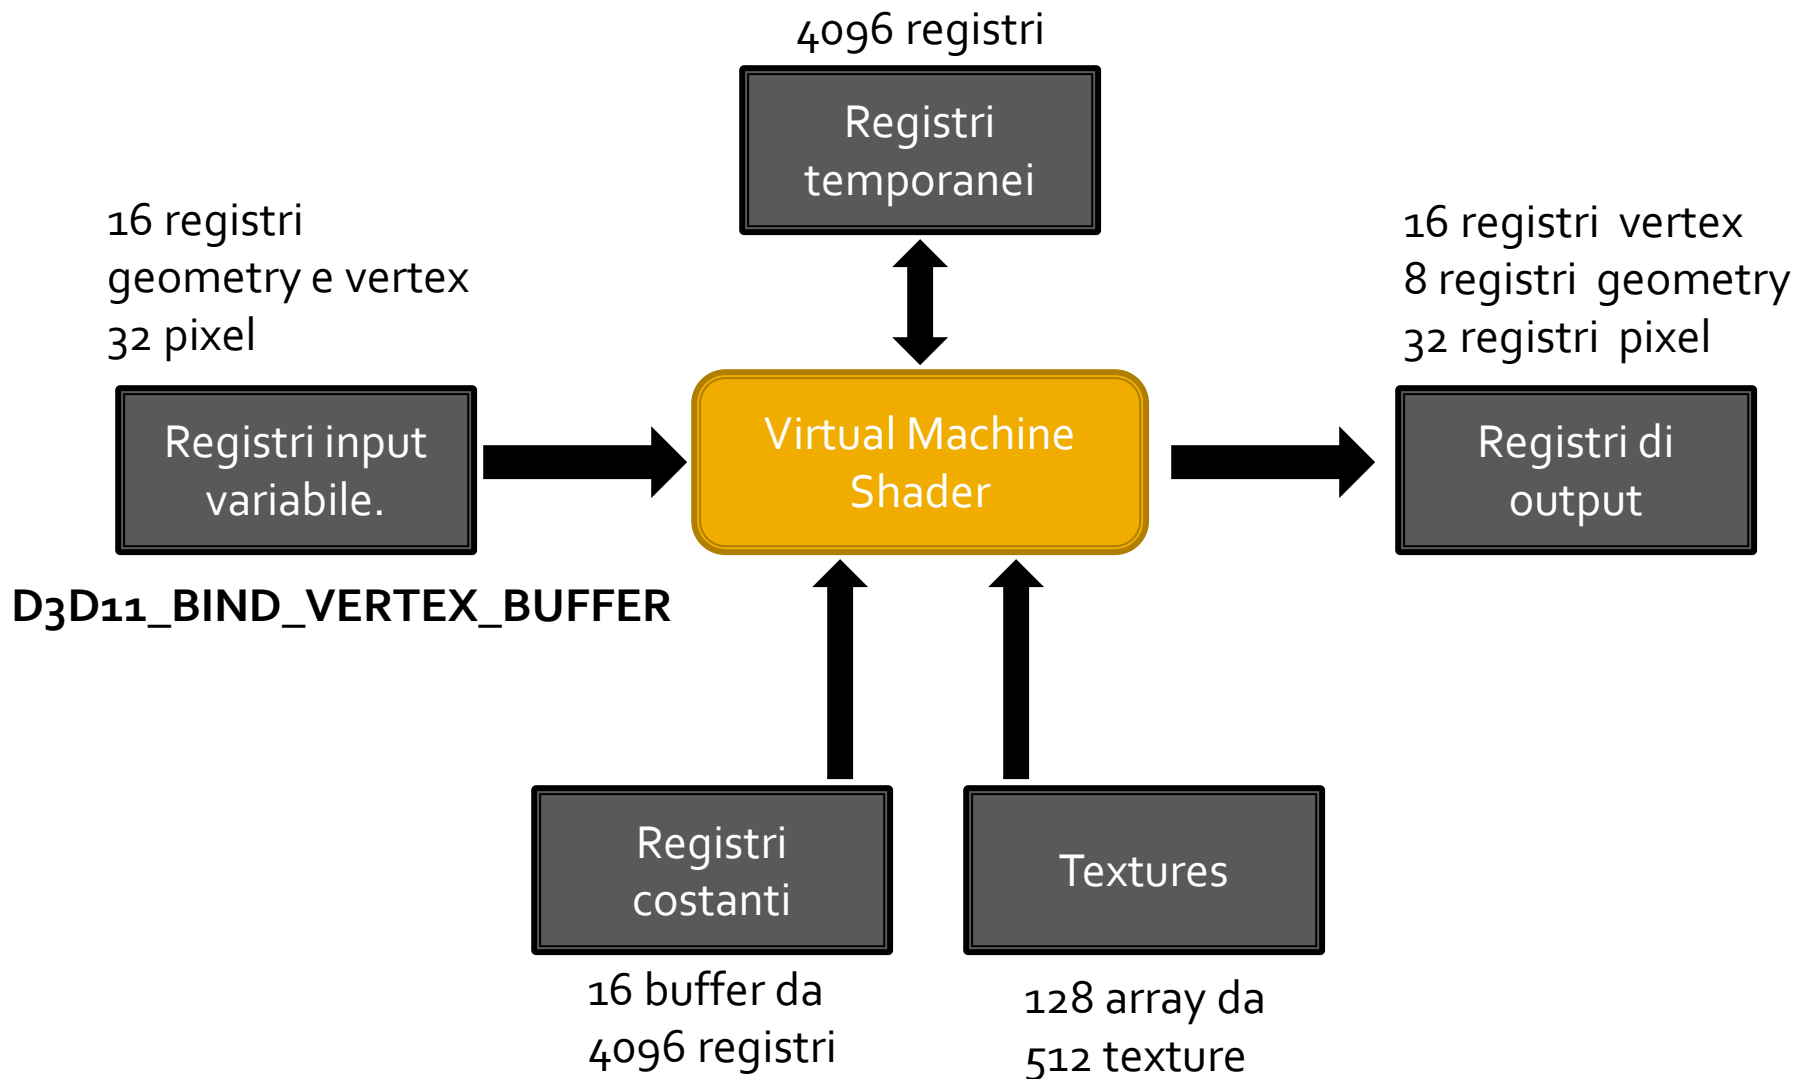 4096 registri
Registri
temporanei
16 registri
geometry e vertex
32 pixel
16 registri vertex
8 registri geometry
32 registri pixel
Registri input
variabile.
Virtual Machine
Shader
Registri di
output
D3D11_BIND_VERTEX_BUFFER
Registri
costanti
Textures
16 buffer da
4096 registri
128 array da
512 texture